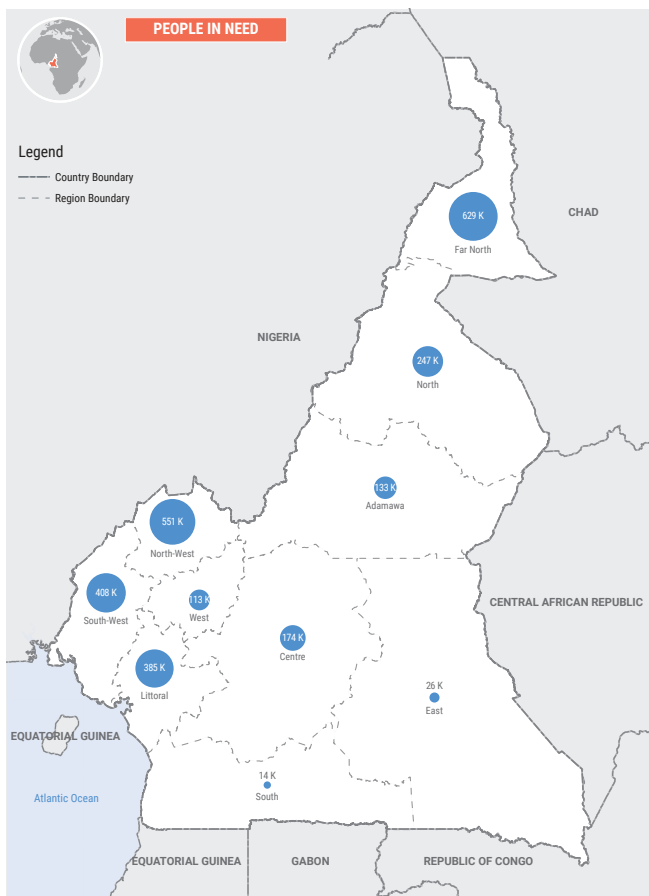 PEOPLE IN NEED
Legend
Country Boundary
Region Boundary
CHAD
629 K
Far North
NIGERIA
247 K
North
133 K
Adamawa
551 K
North-West
408 K
South-West
113 K
West
CENTRAL AFRICAN REPUBLIC
174 K
Centre
385 K
Littoral
26 K
East
EQUATORIAL GUINEA
14 K
South
Atlantic Ocean
EQUATORIAL GUINEA
GABON
REPUBLIC OF CONGO